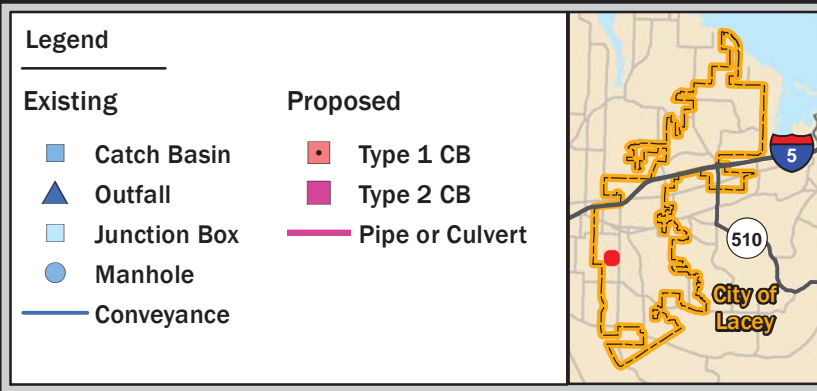 Legend
Existing
Catch Basin
Outfall
Junction Box
Manhole
Conveyance
Proposed
Type 1 CB
Type 2 CB
Pipe or Culvert
5
510
City of
Lacey